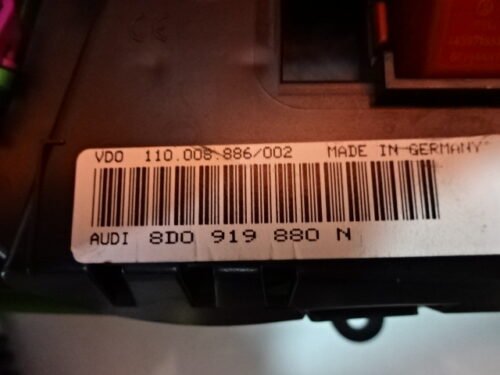 VDO 110.008.886/002 MADE IN GERMANY
AUDI 8D0 919 880 N